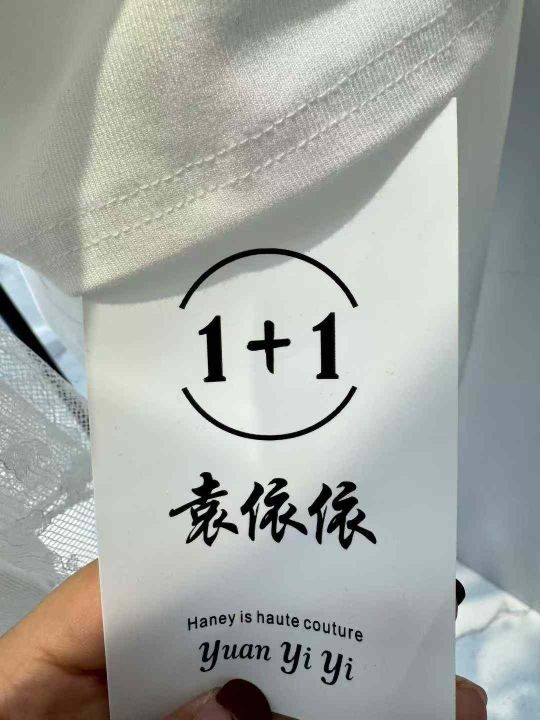 1+1
袁依依
Haney is haute couture
Yuan Yi Yi